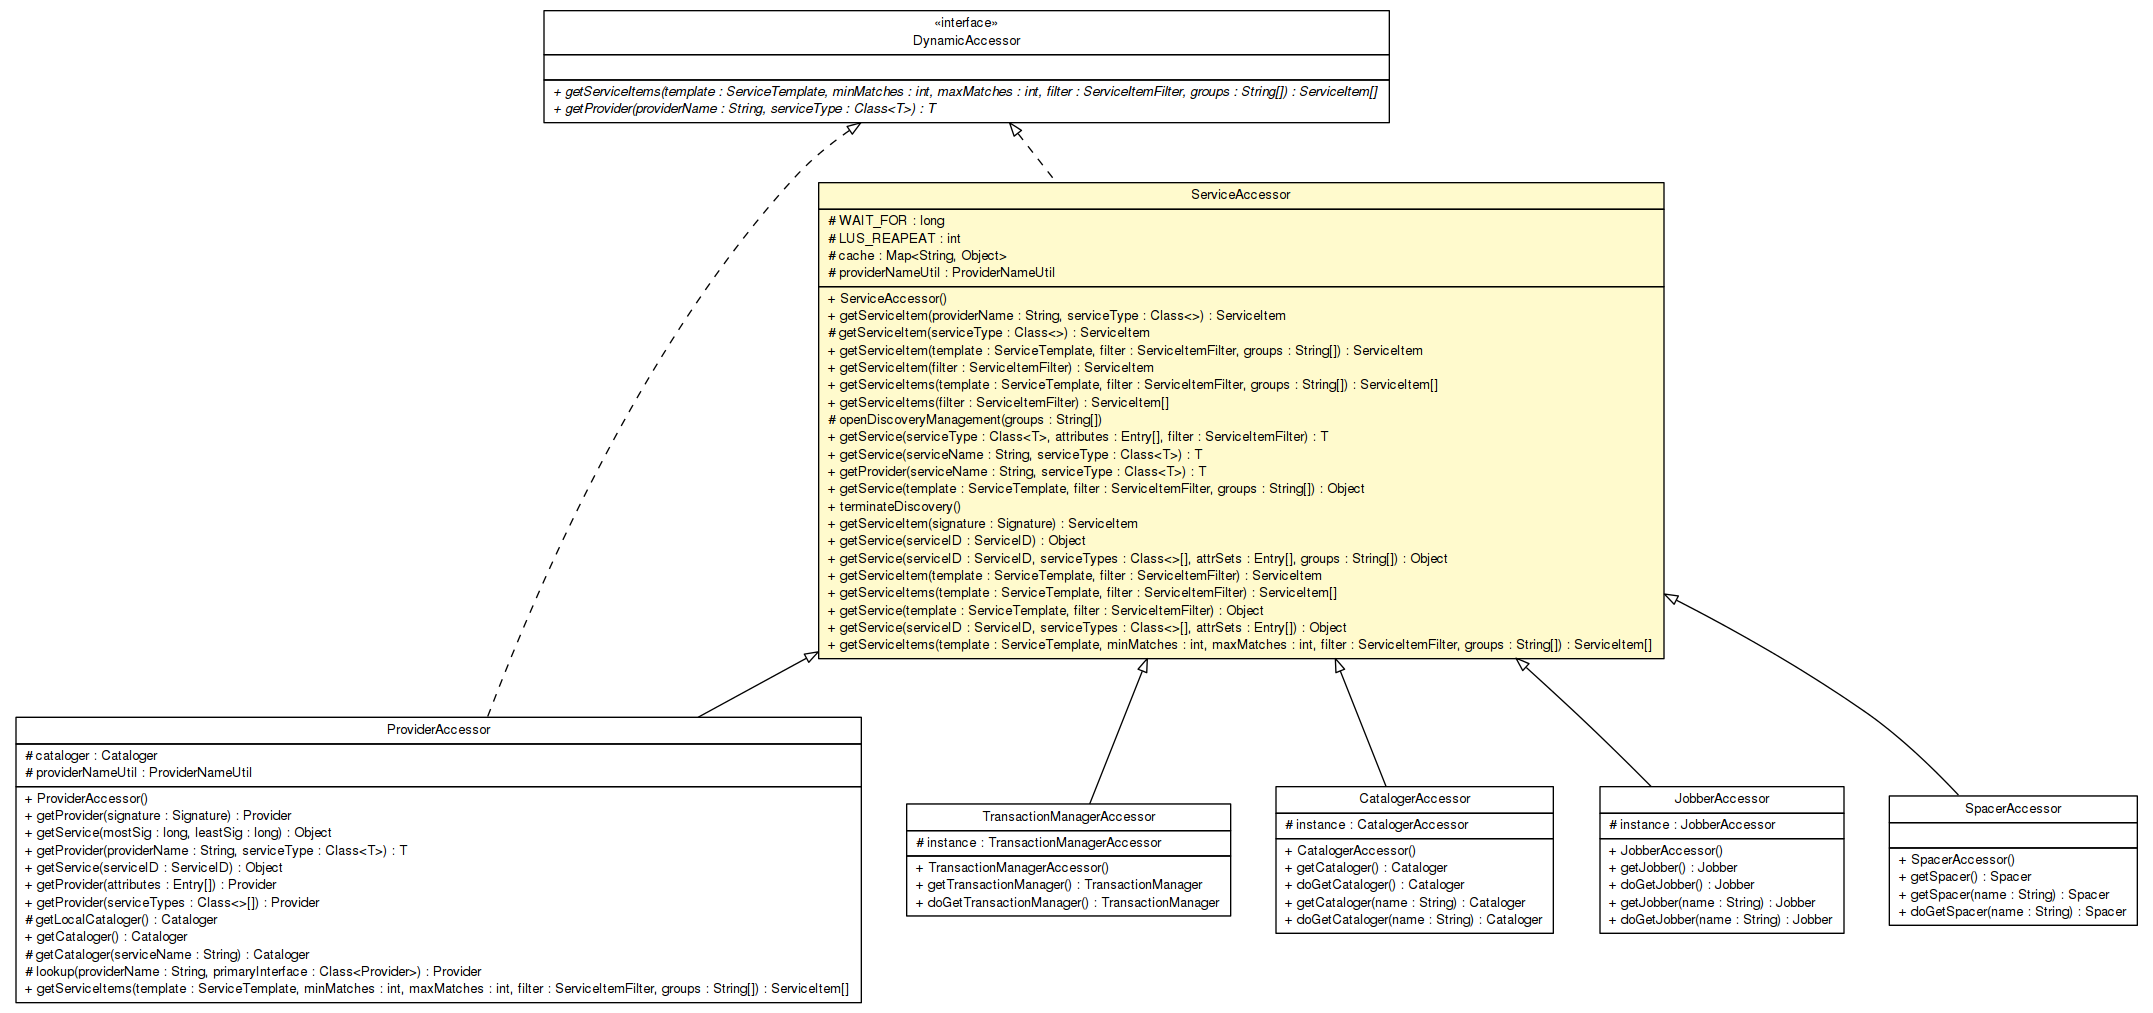 «interface»
DynamicAccessor
+ getServiceItems(template : ServiceTemplate, minMatches : int, maxMatches : int, filter : ServiceItemFilter, groups : String[]) : ServiceItem[]
+ getProvider(providerName : String, serviceType : Class<T>) : T
ServiceAccessor
# WAIT_FOR : long
# LUS_REAPEAT : int
# cache : Map<String, Object>
# providerNameUtil : ProviderNameUtil
+ ServiceAccessor()
+ getServiceItem(providerName : String, serviceType : Class<>) : ServiceItem
# getServiceItem(serviceType : Class<>) : ServiceItem
+ getServiceItem(template : ServiceTemplate, filter : ServiceItemFilter, groups : String[]) : ServiceItem
+ getServiceItem(filter : ServiceItemFilter) : ServiceItem
+ getServiceItems(template : ServiceTemplate, filter : ServiceItemFilter, groups : String[]) : ServiceItem[]
+ getServiceItems(filter : ServiceItemFilter) : ServiceItem[]
# openDiscoveryManagement(groups : String[])
+ getService(serviceType : Class<T>, attributes : Entry[], filter : ServiceItemFilter) : T
+ getService(serviceName : String, serviceType : Class<T>) : T
+ getProvider(serviceName : String, serviceType : Class<T>) : T
+ getService(template : ServiceTemplate, filter : ServiceItemFilter, groups : String[]) : Object
+ terminateDiscovery()
+ getServiceItem(signature : Signature) : ServiceItem
+ getService(serviceID : ServiceID) : Object
+ getService(serviceID : ServiceID, serviceTypes : Class<>[], attrSets : Entry[], groups : String[]) : Object
+ getServiceItem(template : ServiceTemplate, filter : ServiceItemFilter) : ServiceItem
+ getServiceItems(template : ServiceTemplate, filter : ServiceItemFilter) : ServiceItem[]
+ getService(template : ServiceTemplate, filter : ServiceItemFilter) : Object
+ getService(serviceID : ServiceID, serviceTypes : Class<>[], attrSets : Entry[]) : Object
+ getServiceItems(template : ServiceTemplate, minMatches : int, maxMatches : int, filter : ServiceItemFilter, groups : String[]) : ServiceItem[]
ProviderAccessor
# cataloger : Cataloger
# providerNameUtil : ProviderNameUtil
+ ProviderAccessor()
+ getProvider(signature : Signature) : Provider
+ getService(mostSig : long, leastSig : long) : Object
+ getProvider(providerName : String, serviceType : Class<T>) : T
+ getService(serviceID : ServiceID) : Object
+ getProvider(attributes : Entry[]) : Provider
+ getProvider(serviceTypes : Class<>[]) : Provider
# getLocalCataloger() : Cataloger
+ getCataloger() : Cataloger
# getCataloger(serviceName : String) : Cataloger
# lookup(providerName : String, primaryInterface : Class<Provider>) : Provider
+ getServiceItems(template : ServiceTemplate, minMatches : int, maxMatches : int, filter : ServiceItemFilter, groups : String[]) : ServiceItem[]
TransactionManagerAccessor
# instance : TransactionManagerAccessor
+ TransactionManagerAccessor()
+ getTransactionManager() : TransactionManager
+ doGetTransactionManager() : TransactionManager
CatalogerAccessor
# instance : CatalogerAccessor
+ CatalogerAccessor()
+ getCataloger() : Cataloger
+ doGetCataloger() : Cataloger
+ getCataloger(name : String) : Cataloger
+ doGetCataloger(name : String) : Cataloger
JobberAccessor
# instance : JobberAccessor
+ JobberAccessor()
+ getJobber() : Jobber
+ doGetJobber() : Jobber
+ getJobber(name : String) : Jobber
+ doGetJobber(name : String) : Jobber
SpacerAccessor
+ SpacerAccessor()
+ getSpacer() : Spacer
+ getSpacer(name : String) : Spacer
+ doGetSpacer(name : String) : Spacer